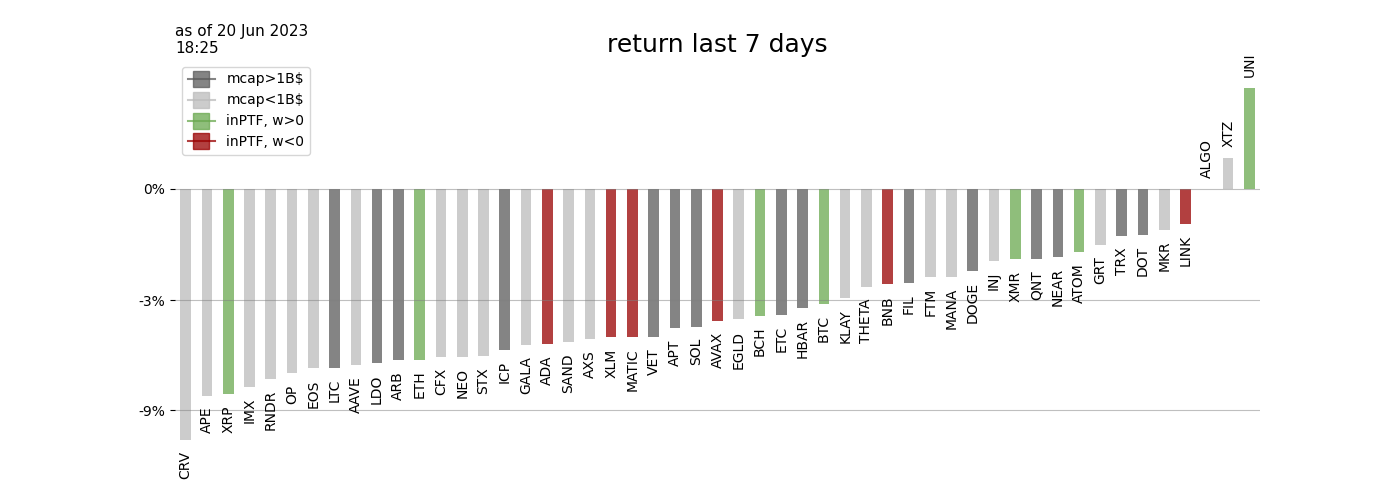 as of 20 Jun 2023
18:25
return last 7 days
mcap>1B$
mcap<1B$
inPTF, w>0
inPTF, w<0
0%
-3%
-9%
CRV
APE
XRP
IMX
RNDR
OP
EOS
LTC
AAVE
LDO
ARB
ETH
CFX
NEO
STX
ICP
GALA
ADA
SAND
AXS
XLM
MATIC
VET
APT
SOL
AVAX
EGLD
BCH
ETC
HBAR
BTC
KLAY
THETA
BNB
FIL
FTM
MANA
DOGE
INJ
XMR
QNT
NEAR
ATOM
GRT
TRX
DOT
MKR
LINK
ALGO
XTZ
UNI